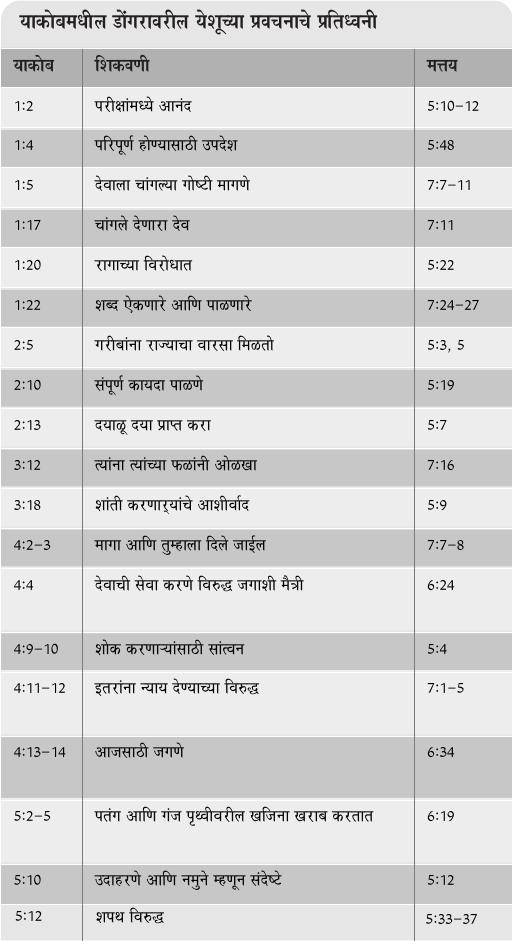 याकोबमधील डोंगरावरील येशूच्या प्रवचनाचे प्रतिध्वनी
याकोब शिकवणी मत्तय
1:2 परीक्षांमध्ये आनंद 5:10–12
1:4 परिपूर्ण होण्यासाठी उपदेश 5:48
1:5 देवाला चांगल्या गोष्टी मागणे 7:7–11
1:17 चांगले देणारा देव 7:11
1:20 रागाच्या विरोधात 5:22
1:22 शब्द ऐकणारे आणि पाळणारे 7:24–27
2:5 गरीबांना राज्याचा वारसा मिळतो 5:3, 5
2:10 संपूर्ण कायदा पाळणे 5:19
2:13 दयाळू दया प्राप्त करा 5:7
3:12 त्यांना त्यांच्या फळांनी ओळखा 7:16
3:18 शांती करणाऱ्यांचे आशीर्वाद 5:9
4:2–3 मागा आणि तुम्हाला दिले जाईल 7:7–8
4:4 देवाची सेवा करणे विरुद्ध जगाशी मैत्री 6:24
4:9–10 शोक करणाऱ्यांसाठी सांत्वन 5:4
4:11–12 इतरांना न्याय देण्याच्या विरुद्ध 7:1–5
4:13–14 आजसाठी जगणे 6:34
5:2–5 पतंग आणि गंज पृथ्वीवरील खजिना खराब करतात 6:19
5:10 उदाहरणे आणि नमुने म्हणून संदेष्टे 5:12
5:12 शपथ विरुद्ध 5:33–37